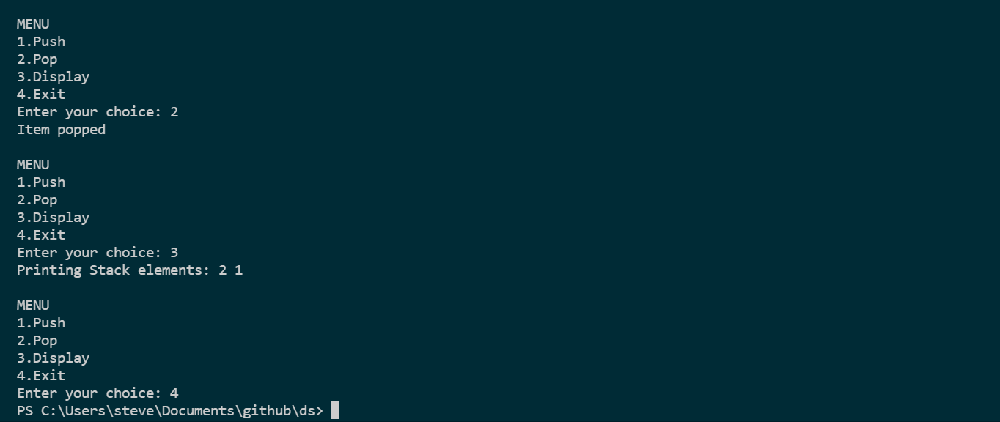 MENU
1.Push
2.Pop
3.Display
4.Exit
Enter your choice: 2
Item popped
MENU
1.Push
2.Pop
3.Display
4.Exit
Enter your choice: 3
Printing Stack elements: 2 1
MENU
1.Push
2.Pop
3.Display
4.Exit
Enter your choice: 4
PS C:\Users\steve\Documents\github\ds>